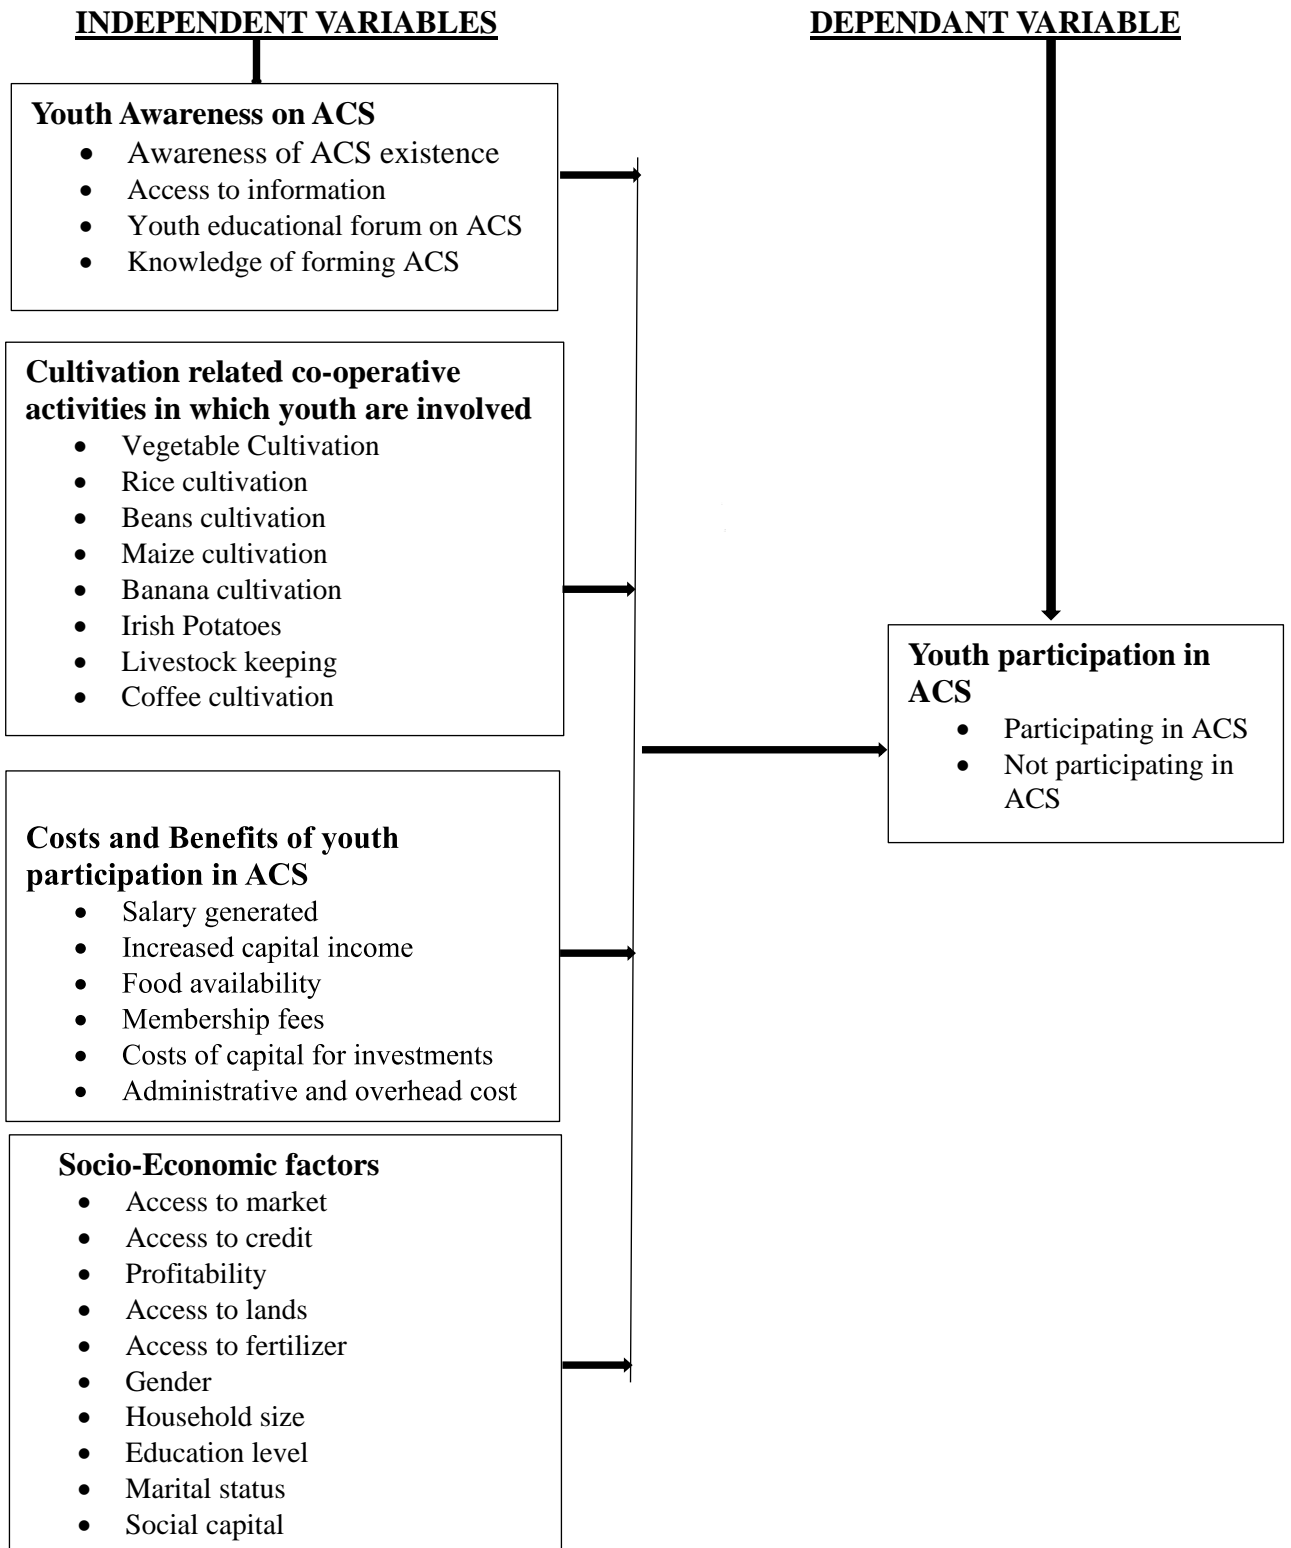 INDEPENDENT VARIABLES
Youth Awareness on ACS
• Awareness of ACS existence
• Access to information
• Youth educational forum on ACS
• Knowledge of forming ACS
Cultivation related co-operative
activities in which youth are involved
• Vegetable Cultivation
• Rice cultivation
• Beans cultivation
• Maize cultivation
• Banana cultivation
• Irish Potatoes
• Livestock keeping
• Coffee cultivation
Costs and Benefits of youth
participation in ACS
• Salary generated
• Increased capital income
• Food availability
• Membership fees
• Costs of capital for investments
• Administrative and overhead cost
Socio-Economic factors
• Access to market
• Access to credit
• Profitability
• Access to lands
• Access to fertilizer
• Gender
• Household size
• Education level
• Marital status
• Social capital
DEPENDANT VARIABLE
Youth participation in
ACS
• Participating in ACS
• Not participating in
ACS